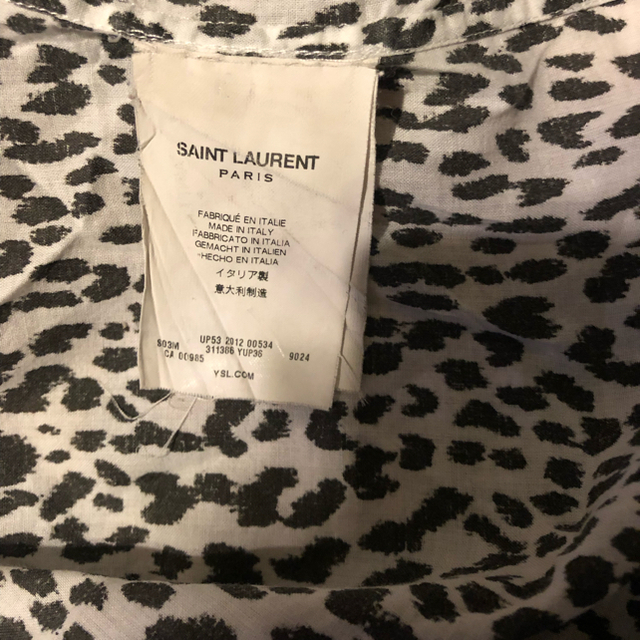 SAINT LAURENT
PARIS
FABRIQUÉ EN ITALIE
MADE IN ITALY
FABBRICATO IN ITALIA
GEMACHT IN ITALIEN
HECHO EN ITALIA
イタリア製
意大利制造
S03M UP53 2012 00534
CA 00985 311386 YUP36 9024
YSL.COM